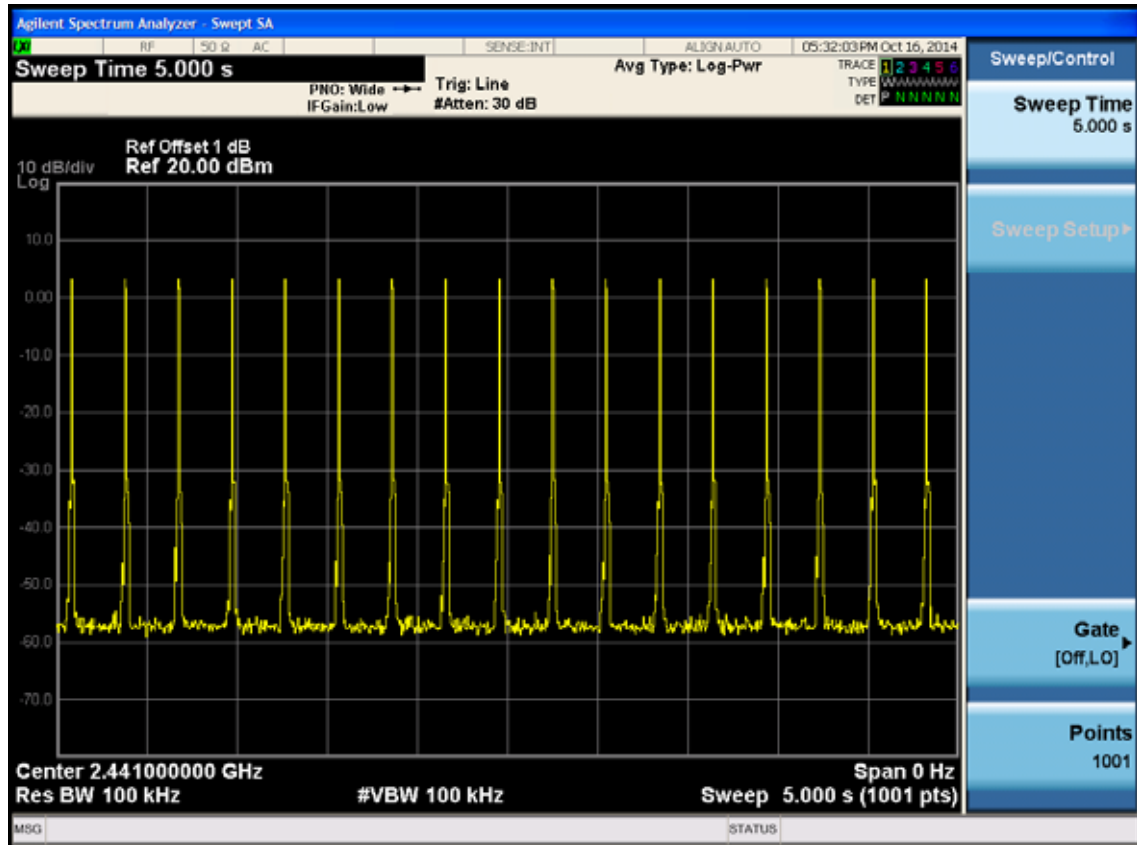 Agilent Spectrum Analyzer - Swept SA
RF 50 Ω AC SENSE:INT ALIGN AUTO 05:32:03 PM Oct 16, 2014
Sweep Time 5.000 s
PNO: Wide
IFGain:Low
Trig: Line
#Atten: 30 dB
Avg Type: Log-Pwr
TRACE 1 2 3 4 5 6
TYPE
DET P N N N N N
Ref Offset 1 dB
10 dB/div Ref 20.00 dBm
Log
10.0
0.00
-10.0
-20.0
-30.0
-40.0
-50.0
-60.0
-70.0
Center 2.441000000 GHz Span 0 Hz
Res BW 100 kHz #VBW 100 kHz Sweep 5.000 s (1001 pts)
MSG STATUS
Sweep/Control
Sweep Time
5.000 s
Sweep Setup
Gate
[Off,LO]
Points
1001